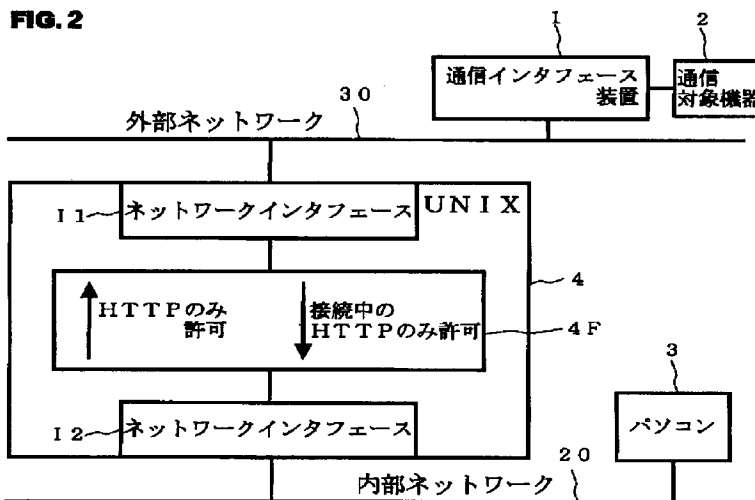 FIG. 2
1
2
通信インタフェース
装置
通信
対象機器
30
外部ネットワーク
I1
ネットワークインタフェース
UNIX
4
HTTPのみ
許可
接続中の
HTTPのみ許可
4F
3
パソコン
I2
ネットワークインタフェース
内部ネットワーク
20